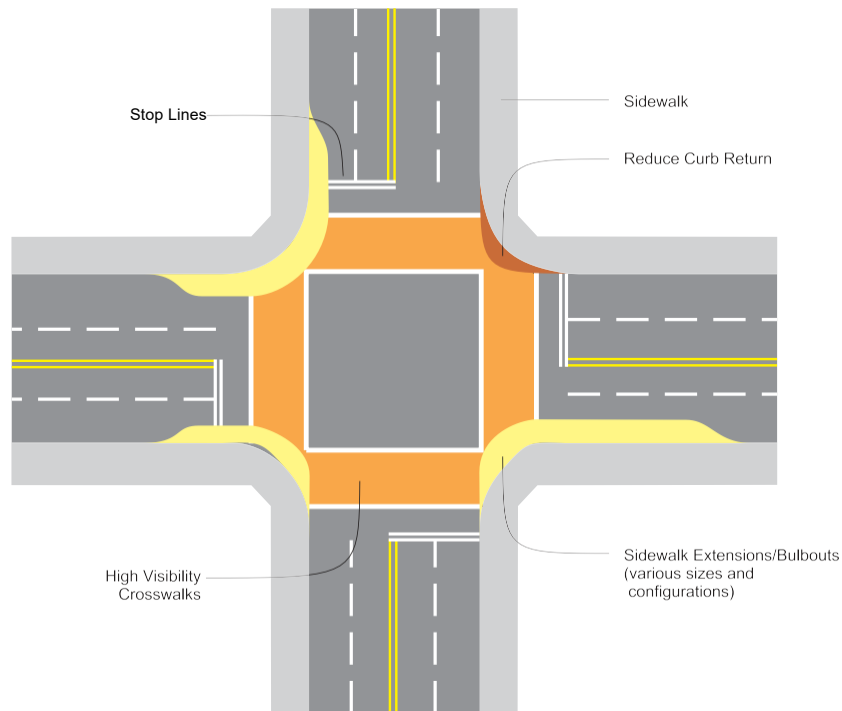 Stop Lines
Sidewalk
Reduce Curb Return
High Visibility
Crosswalks
Sidewalk Extensions/Bulbouts
(various sizes and
configurations)